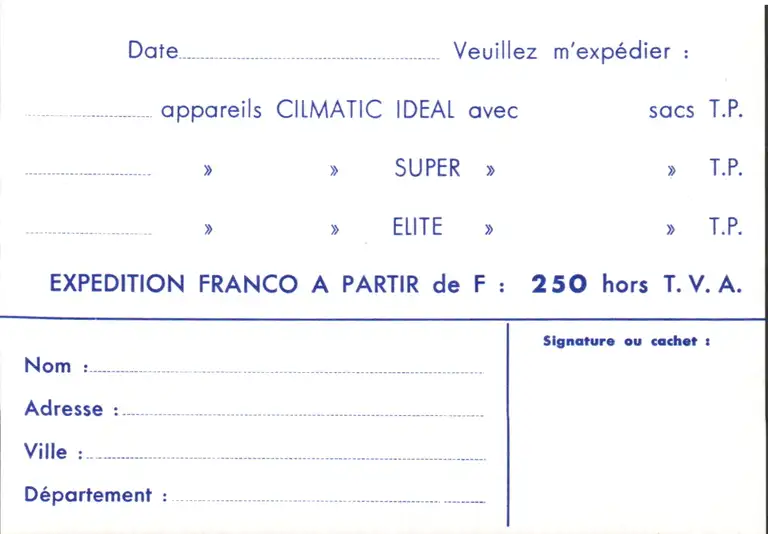 Date Veuillez m'expédier :
appareils CILMATIC IDEAL avec sacs T.P.
» » SUPER » » T.P.
» » ELITE » » T.P.
EXPEDITION FRANCO A PARTIR de F : 250 hors T. V. A.
Signature ou cachet :
Nom :
Adresse :
Ville :
Département :